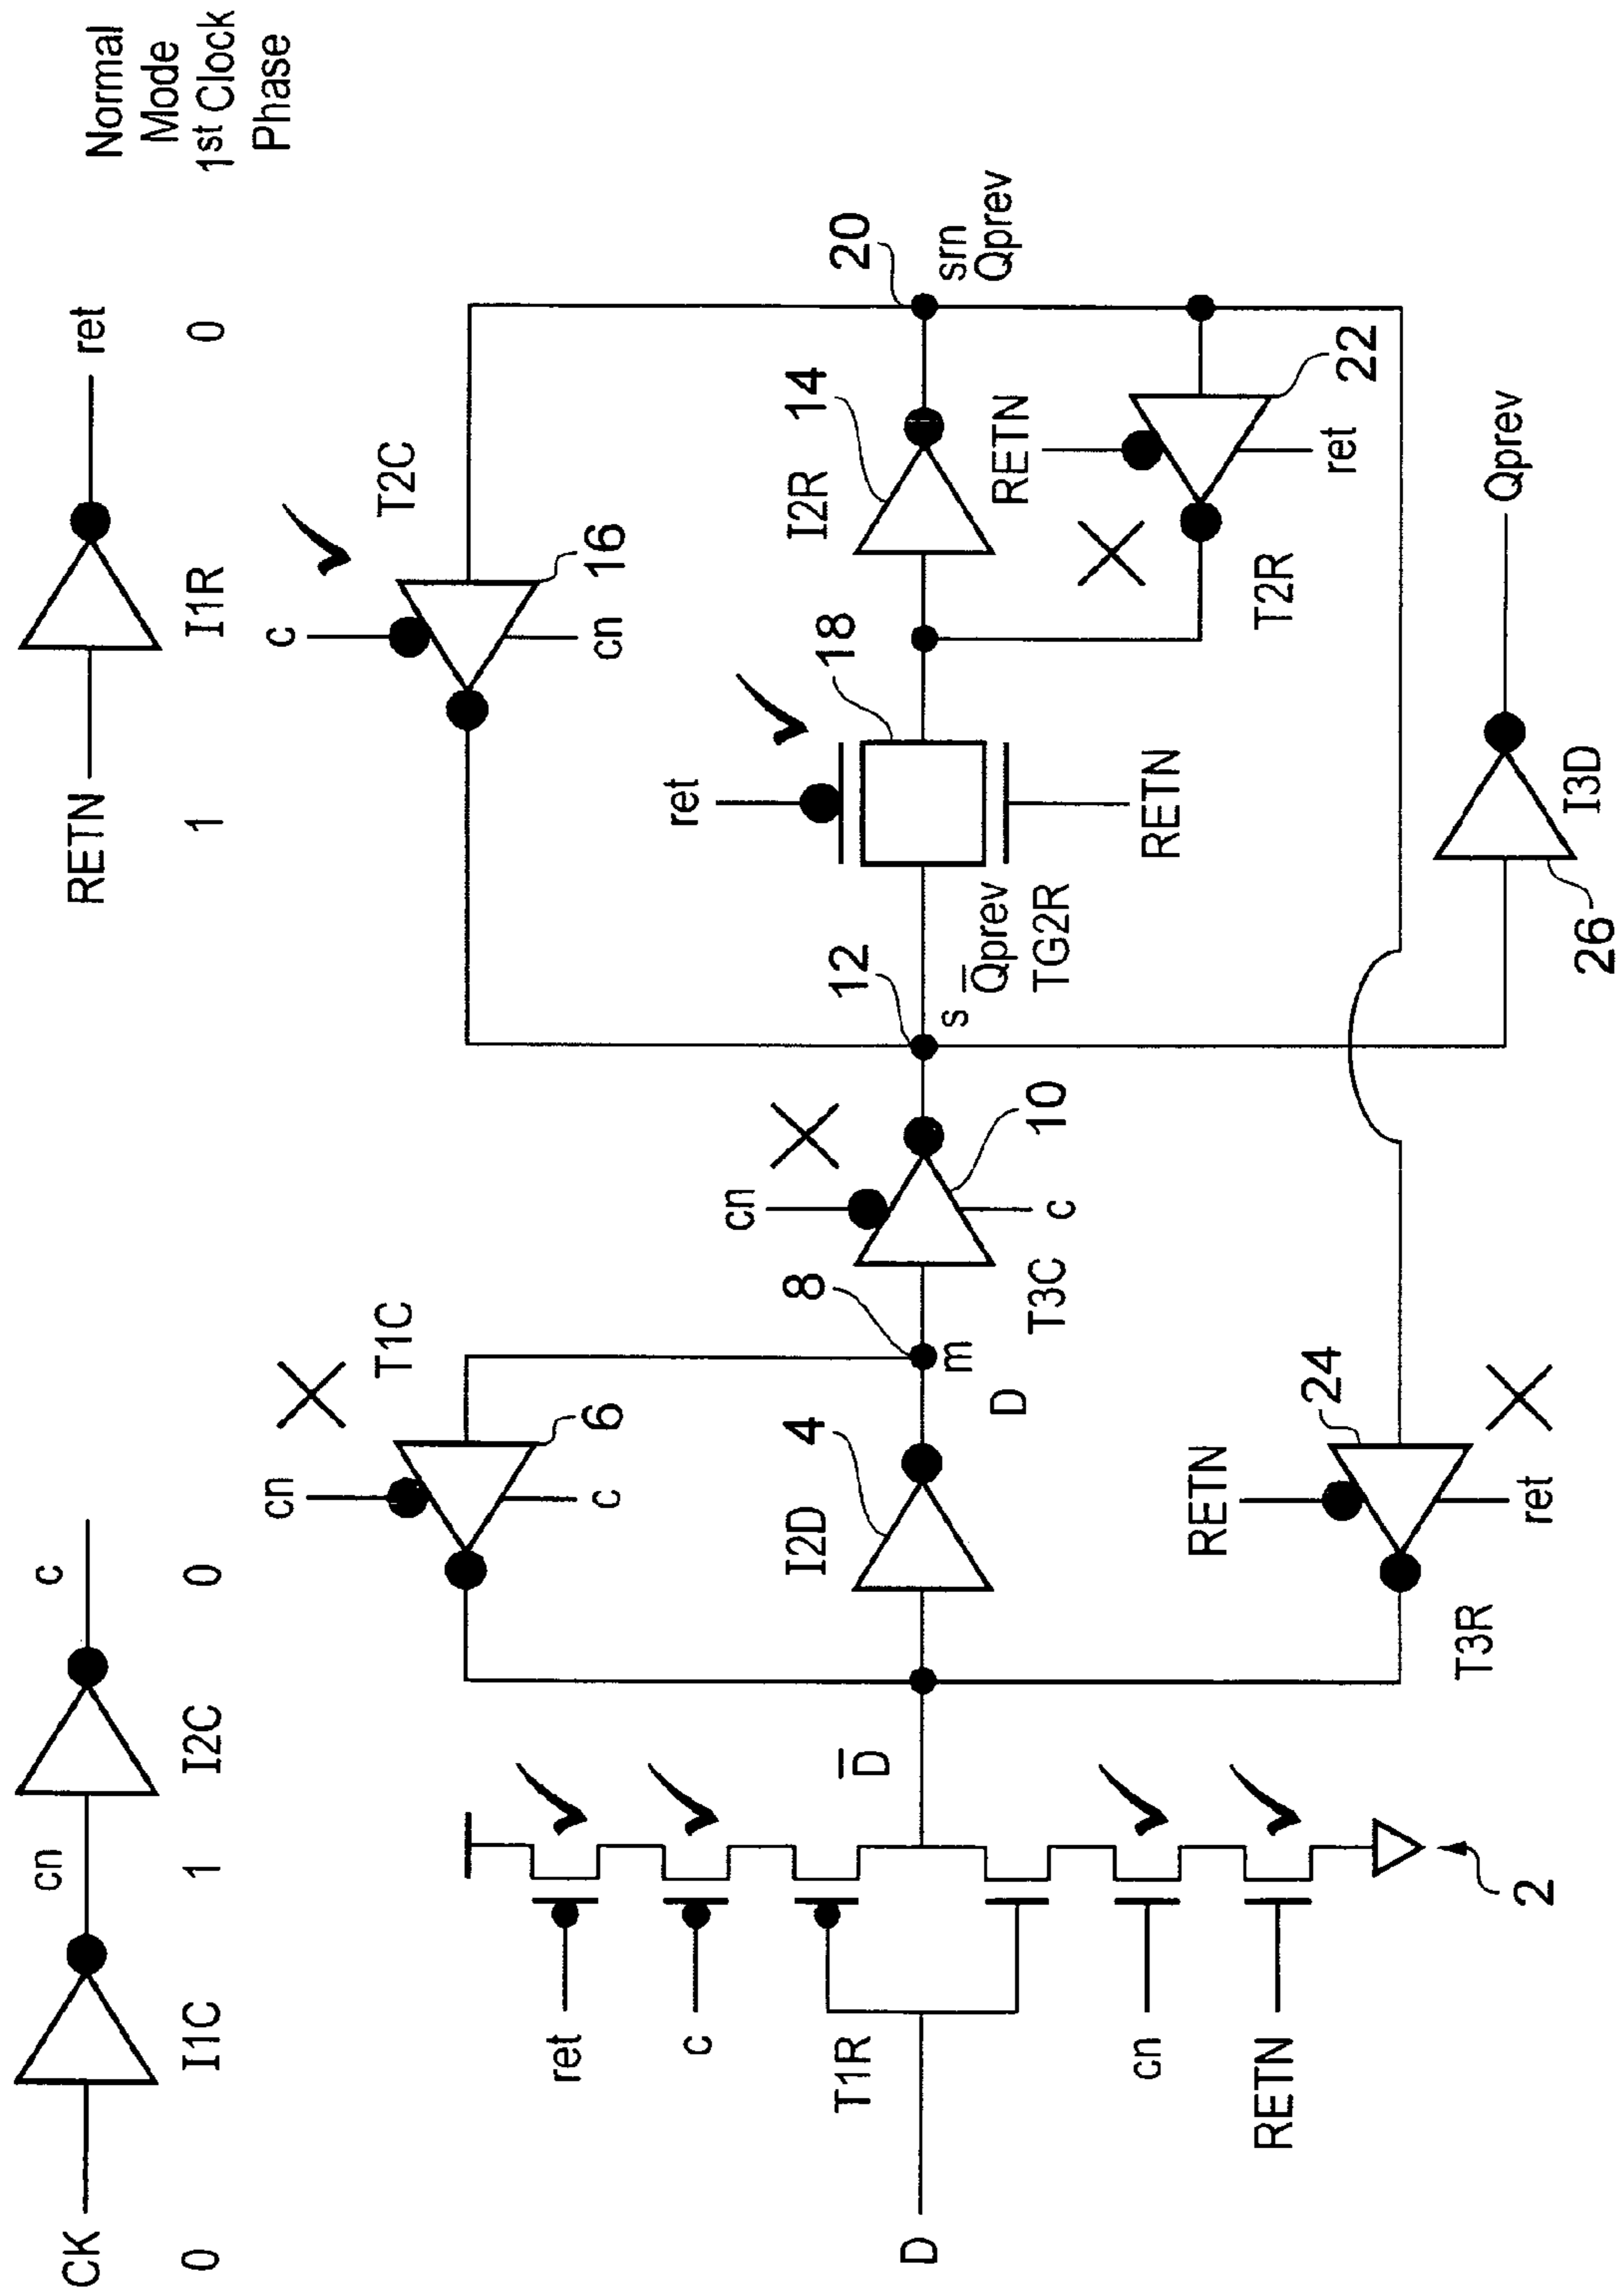 Normal
Mode
1st Clock
Phase
CK
I1C
cn
I2C
c
0
1
0
RETN
I1R
ret
1
0
cn
T1C
c
6
c
T2C
cn
16
ret
c
T1R
cn
RETN
D
D̅
2
I2D
4
8
m
D
cn
T3C
c
10
12
s
Q̅prev
TG2R
ret
18
RETN
I2R
14
20
srn
Qprev
RETN
T2R
ret
22
RETN
T3R
ret
24
26
I3D
Qprev